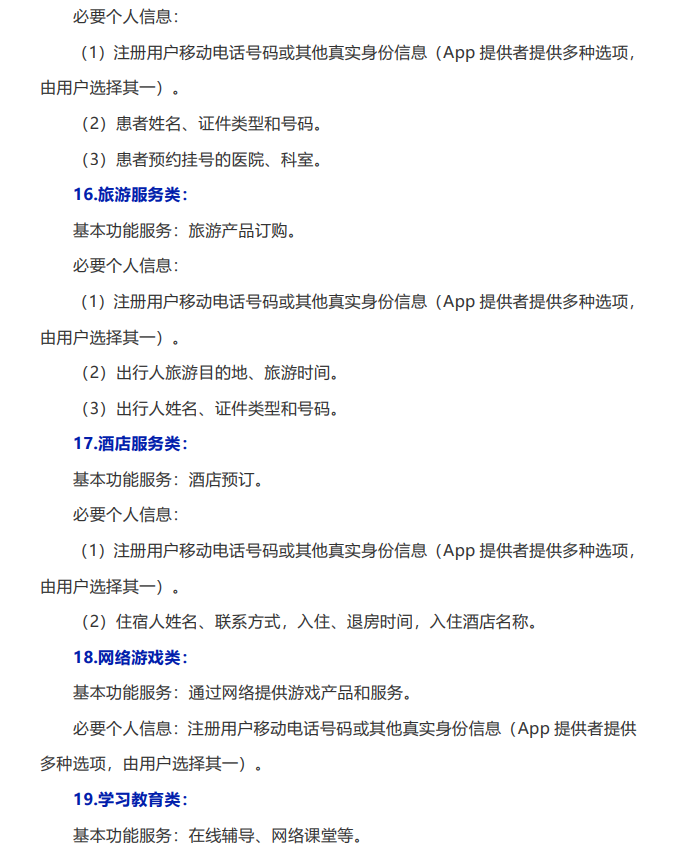 必要个人信息：
（1）注册用户移动电话号码或其他真实身份信息（App 提供者提供多种选项，
由用户选择其一）。
（2）患者姓名、证件类型和号码。
（3）患者预约挂号的医院、科室。
16.旅游服务类：
基本功能服务：旅游产品订购。
必要个人信息：
（1）注册用户移动电话号码或其他真实身份信息（App 提供者提供多种选项，
由用户选择其一）。
（2）出行人旅游目的地、旅游时间。
（3）出行人姓名、证件类型和号码。
17.酒店服务类：
基本功能服务：酒店预订。
必要个人信息：
（1）注册用户移动电话号码或其他真实身份信息（App 提供者提供多种选项，
由用户选择其一）。
（2）住宿人姓名、联系方式，入住、退房时间，入住酒店名称。
18.网络游戏类：
基本功能服务：通过网络提供游戏产品和服务。
必要个人信息：注册用户移动电话号码或其他真实身份信息（App 提供者提供
多种选项，由用户选择其一）。
19.学习教育类：
基本功能服务：在线辅导、网络课堂等。